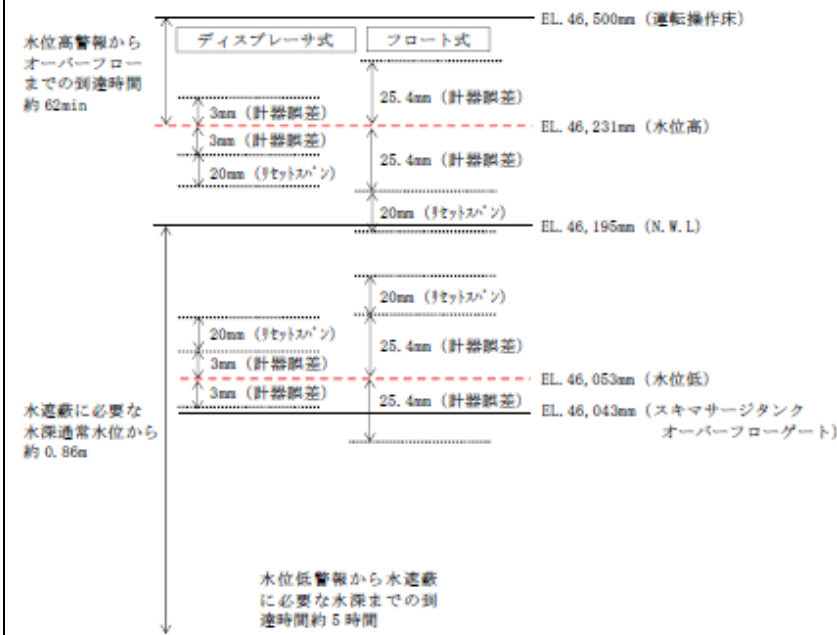 EL. 46,500mm (運転操作床)
水位高警報から
オーバーフロー
までの到達時間
約 62min
ディスプレーサ式
フロート式
3mm (計器誤差)
25.4mm (計器誤差)
EL. 46,231mm (水位高)
3mm (計器誤差)
25.4mm (計器誤差)
20mm (ﾘｾｯﾄｽﾊﾟﾝ)
20mm (ﾘｾｯﾄｽﾊﾟﾝ)
EL. 46,195mm (N.W.L)
20mm (ﾘｾｯﾄｽﾊﾟﾝ)
20mm (ﾘｾｯﾄｽﾊﾟﾝ)
25.4mm (計器誤差)
3mm (計器誤差)
EL. 46,053mm (水位低)
3mm (計器誤差)
25.4mm (計器誤差)
EL. 46,043mm (スキマサージタンク
オーバーフローゲート)
水遮蔽に必要な
水深通常水位から
約 0.86m
水位低警報から水遮蔽
に必要な水深までの到
達時間約 5 時間